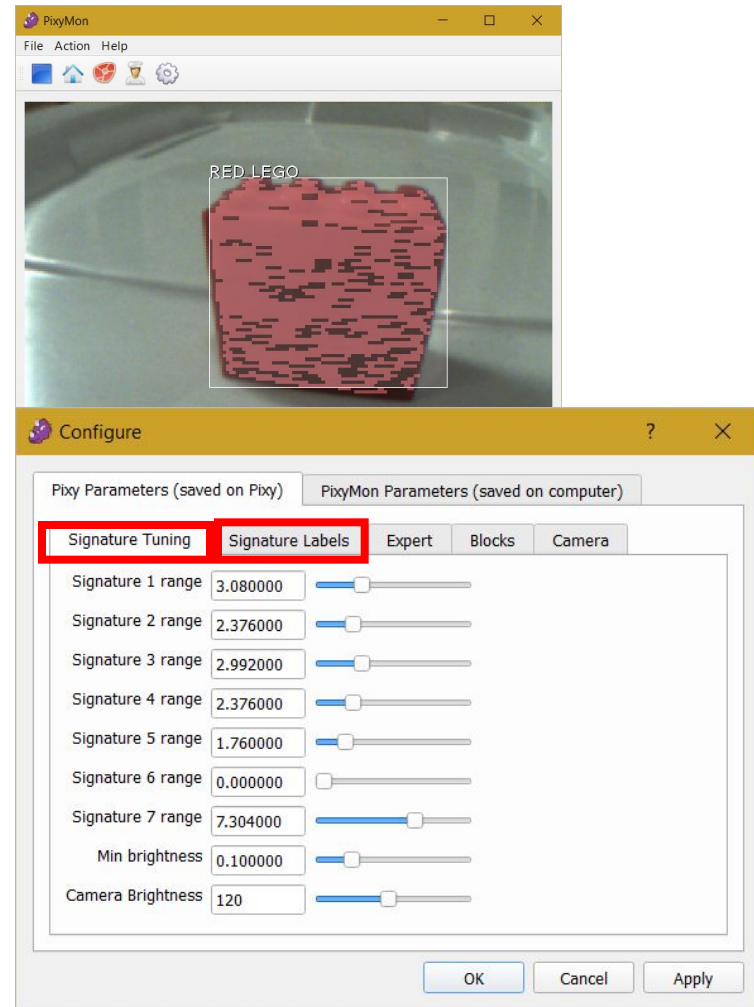 PixyMon
File Action Help
RED LEGO
Configure
?
Pixy Parameters (saved on Pixy) PixyMon Parameters (saved on computer)
Signature Tuning Signature Labels Expert Blocks Camera
Signature 1 range 3.080000
Signature 2 range 2.376000
Signature 3 range 2.992000
Signature 4 range 2.376000
Signature 5 range 1.760000
Signature 6 range 0.000000
Signature 7 range 7.304000
Min brightness 0.100000
Camera Brightness 120
OK Cancel Apply